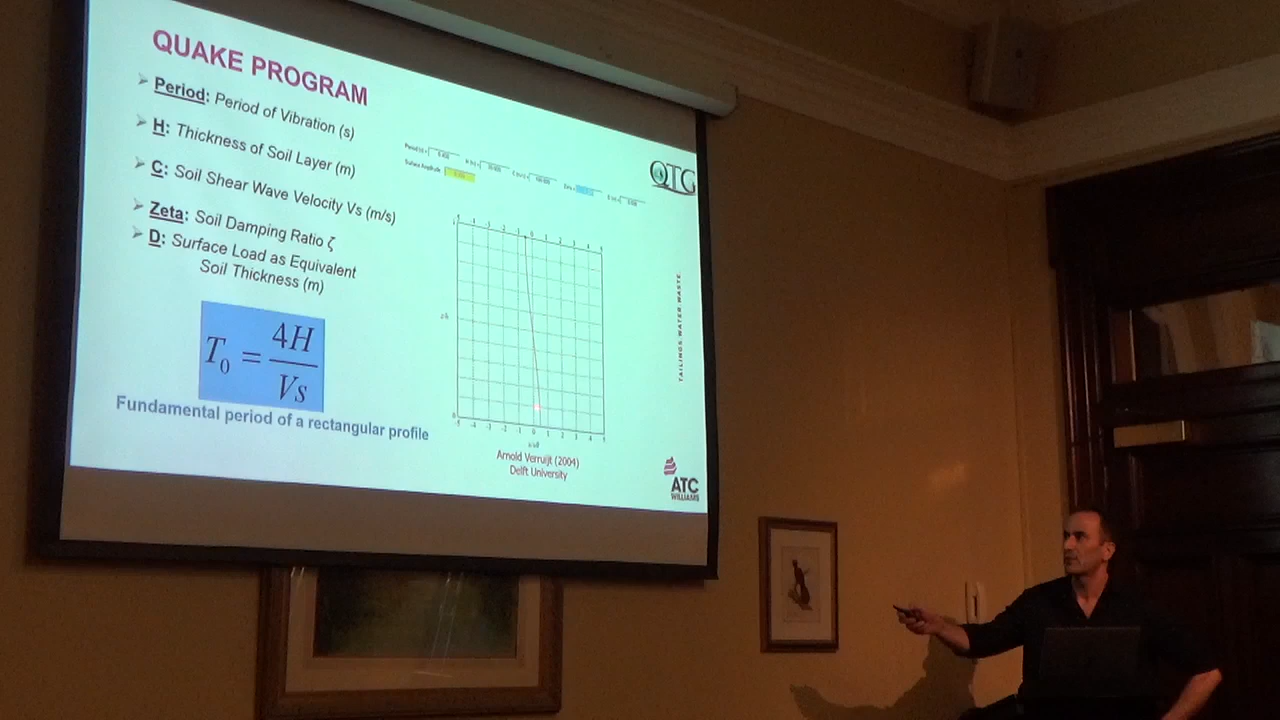 QUAKE PROGRAM
➢ Period: Period of Vibration (s)
➢ H: Thickness of Soil Layer (m)
➢ C: Soil Shear Wave Velocity Vs (m/s)
➢ Zeta: Soil Damping Ratio ζ
➢ D: Surface Load as Equivalent
Soil Thickness (m)
T₀ = 4H / Vs
Fundamental period of a rectangular profile
Surface Amplitude
Arnold Verruijt (2004)
Delft University
QTG
TAILINGS. WATER. WASTE.
ATC
WILLIAMS